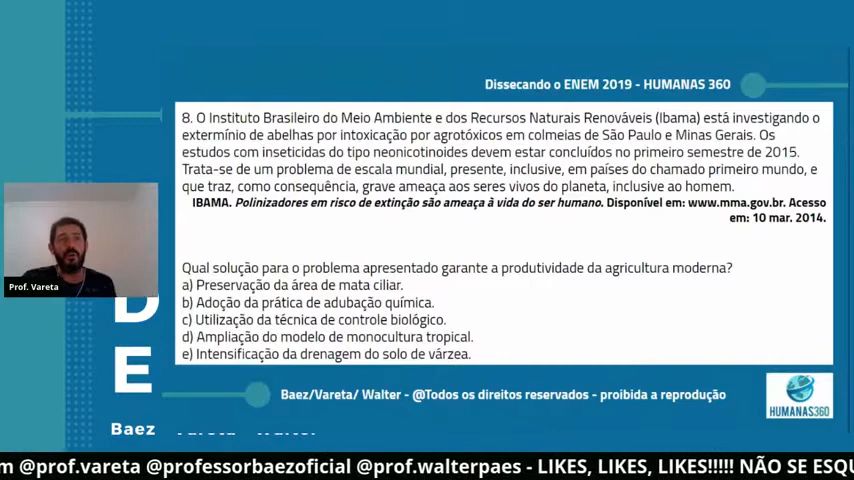 Dissecando o ENEM 2019 - HUMANAS 360
8. O Instituto Brasileiro do Meio Ambiente e dos Recursos Naturais Renováveis (Ibama) está investigando o
extermínio de abelhas por intoxicação por agrotóxicos em colmeias de São Paulo e Minas Gerais. Os
estudos com inseticidas do tipo neonicotinoides devem estar concluídos no primeiro semestre de 2015.
Trata-se de um problema de escala mundial, presente, inclusive, em países do chamado primeiro mundo, e
que traz, como consequência, grave ameaça aos seres vivos do planeta, inclusive ao homem.
IBAMA. Polinizadores em risco de extinção são ameaça à vida do ser humano. Disponível em: www.mma.gov.br. Acesso
em: 10 mar. 2014.
Qual solução para o problema apresentado garante a produtividade da agricultura moderna?
a) Preservação da área de mata ciliar.
b) Adoção da prática de adubação química.
c) Utilização da técnica de controle biológico.
d) Ampliação do modelo de monocultura tropical.
e) Intensificação da drenagem do solo de várzea.
Prof. Vareta
D
E
Baez/Vareta/ Walter - @Todos os direitos reservados - proibida a reprodução
HUMANAS360
Baez
m @prof.vareta @professorbaezoficial @prof.walterpaes - LIKES, LIKES, LIKES!!!!! NÃO SE ESQU